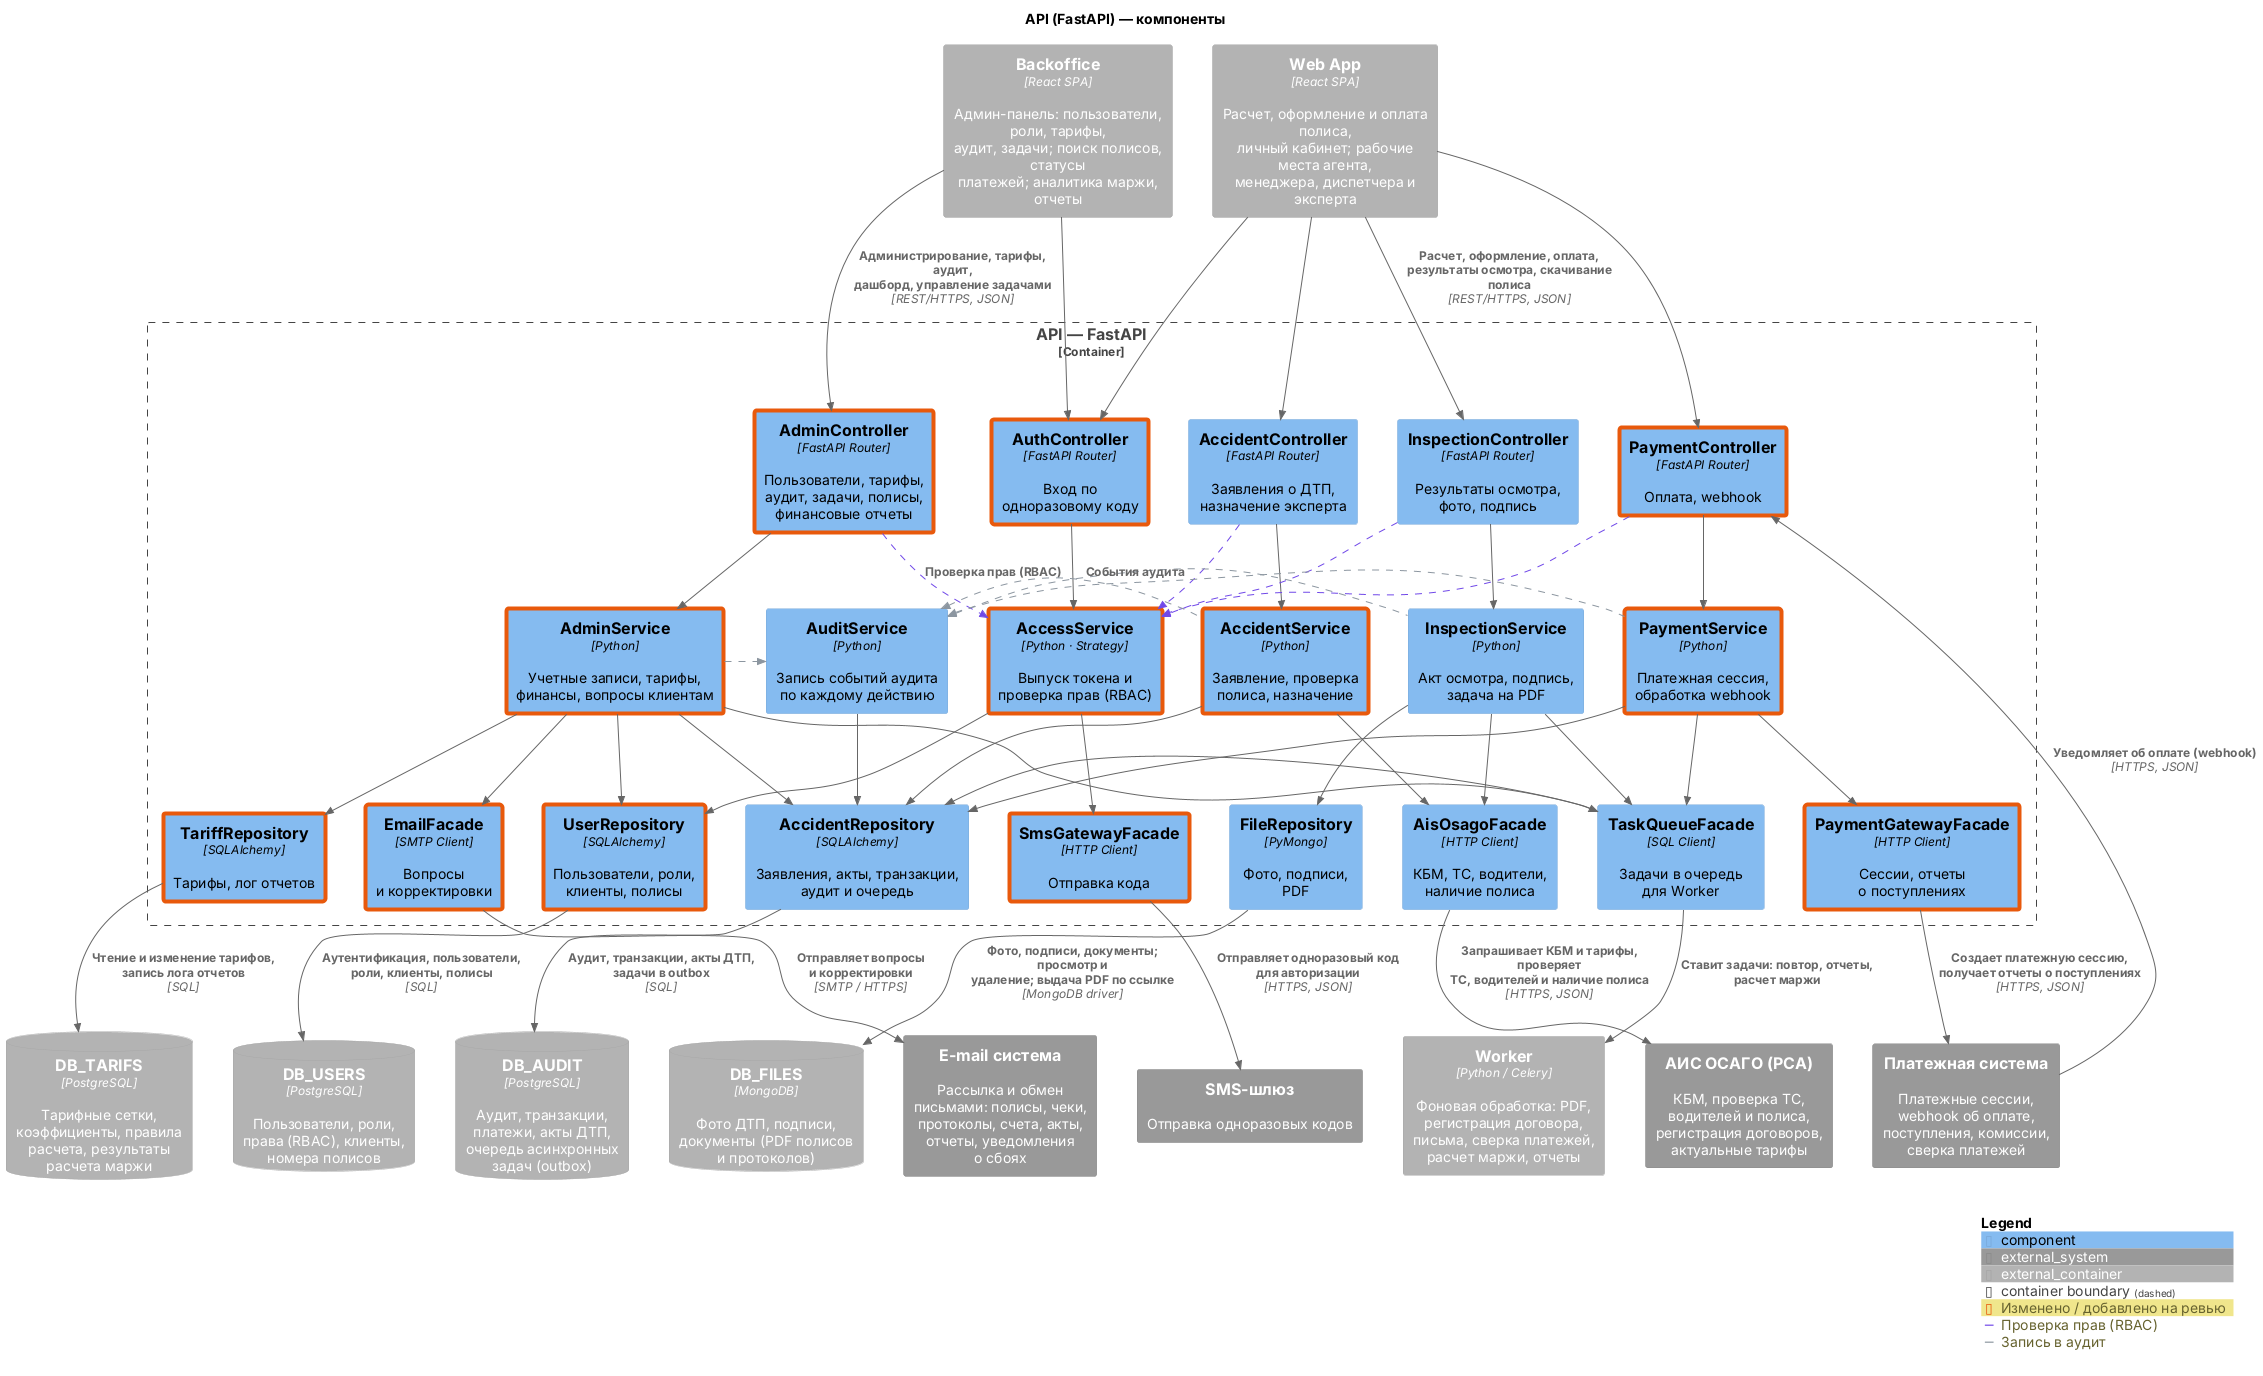 API (FastAPI) — компоненты
Backoffice
[React SPA]
Админ-панель: пользователи,
роли, тарифы,
аудит, задачи; поиск полисов,
статусы
платежей; аналитика маржи,
отчеты
Web App
[React SPA]
Расчет, оформление и оплата
полиса,
личный кабинет; рабочие
места агента,
менеджера, диспетчера и
эксперта
Администрирование, тарифы,
аудит,
дашборд, управление задачами
[REST/HTTPS, JSON]
Расчет, оформление, оплата,
результаты осмотра, скачивание
полиса
[REST/HTTPS, JSON]
API — FastAPI
[Container]
AdminController
[FastAPI Router]
Пользователи, тарифы,
аудит, задачи, полисы,
финансовые отчеты
AuthController
[FastAPI Router]
Вход по
одноразовому коду
AccidentController
[FastAPI Router]
Заявления о ДТП,
назначение эксперта
InspectionController
[FastAPI Router]
Результаты осмотра,
фото, подпись
PaymentController
[FastAPI Router]
Оплата, webhook
Проверка прав (RBAC)
События аудита
AdminService
[Python]
Учетные записи, тарифы,
финансы, вопросы клиентам
AuditService
[Python]
Запись событий аудита
по каждому действию
AccessService
[Python · Strategy]
Выпуск токена и
проверка прав (RBAC)
AccidentService
[Python]
Заявление, проверка
полиса, назначение
InspectionService
[Python]
Акт осмотра, подпись,
задача на PDF
PaymentService
[Python]
Платежная сессия,
обработка webhook
Уведомляет об оплате (webhook)
[HTTPS, JSON]
TariffRepository
[SQLAlchemy]
Тарифы, лог отчетов
EmailFacade
[SMTP Client]
Вопросы
и корректировки
UserRepository
[SQLAlchemy]
Пользователи, роли,
клиенты, полисы
AccidentRepository
[SQLAlchemy]
Заявления, акты, транзакции,
аудит и очередь
SmsGatewayFacade
[HTTP Client]
Отправка кода
FileRepository
[PyMongo]
Фото, подписи,
PDF
AisOsagoFacade
[HTTP Client]
КБМ, ТС, водители,
наличие полиса
TaskQueueFacade
[SQL Client]
Задачи в очередь
для Worker
PaymentGatewayFacade
[HTTP Client]
Сессии, отчеты
о поступлениях
Чтение и изменение тарифов,
запись лога отчетов
[SQL]
Аутентификация, пользователи,
роли, клиенты, полисы
[SQL]
Аудит, транзакции, акты ДТП,
задачи в outbox
[SQL]
Отправляет вопросы
и корректировки
[SMTP / HTTPS]
Фото, подписи, документы;
просмотр и
удаление; выдача PDF по ссылке
[MongoDB driver]
Отправляет одноразовый код
для авторизации
[HTTPS, JSON]
Запрашивает КБМ и тарифы,
проверяет
ТС, водителей и наличие полиса
[HTTPS, JSON]
Ставит задачи: повтор, отчеты,
расчет маржи
Создает платежную сессию,
получает отчеты о поступлениях
[HTTPS, JSON]
DB_TARIFS
[PostgreSQL]
Тарифные сетки,
коэффициенты, правила
расчета, результаты
расчета маржи
DB_USERS
[PostgreSQL]
Пользователи, роли,
права (RBAC), клиенты,
номера полисов
DB_AUDIT
[PostgreSQL]
Аудит, транзакции,
платежи, акты ДТП,
очередь асинхронных
задач (outbox)
DB_FILES
[MongoDB]
Фото ДТП, подписи,
документы (PDF полисов
и протоколов)
E-mail система
Рассылка и обмен
письмами: полисы, чеки,
протоколы, счета, акты,
отчеты, уведомления
о сбоях
SMS-шлюз
Отправка одноразовых кодов
Worker
[Python / Celery]
Фоновая обработка: PDF,
регистрация договора,
письма, сверка платежей,
расчет маржи, отчеты
АИС ОСАГО (РСА)
КБМ, проверка ТС,
водителей и полиса,
регистрация договоров,
актуальные тарифы
Платежная система
Платежные сессии,
webhook об оплате,
поступления, комиссии,
сверка платежей
Legend
component
external_system
external_container
container boundary (dashed)
Изменено / добавлено на ревью
Проверка прав (RBAC)
Запись в аудит